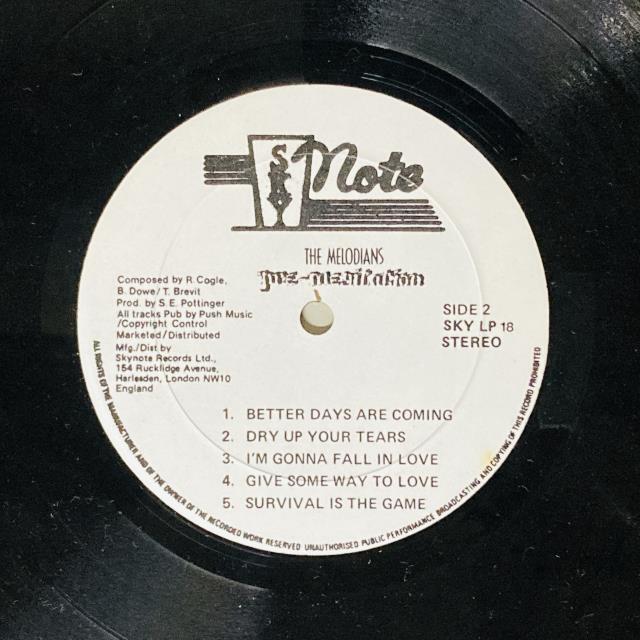 SKY Note
THE MELODIANS
pre-meditation
Composed by R. Cogle,
B. Dowe/T. Brevit
Prod. by S. E. Pottinger
All tracks Pub by Push Music
/Copyright Control
Marketed/Distributed
Mfg./Dist by
Skynote Records Ltd.,
154 Rucklidge Avenue,
Harlesden, London NW10
England
SIDE 2
SKY LP 18
STEREO
1. BETTER DAYS ARE COMING
2. DRY UP YOUR TEARS
3. I'M GONNA FALL IN LOVE
4. GIVE SOME WAY TO LOVE
5. SURVIVAL IS THE GAME
ALL RIGHTS OF THE MANUFACTURER AND OF THE OWNER OF THE RECORDED WORK RESERVED UNAUTHORISED PUBLIC PERFORMANCE BROADCASTING AND COPYING OF THIS RECORD PROHIBITED